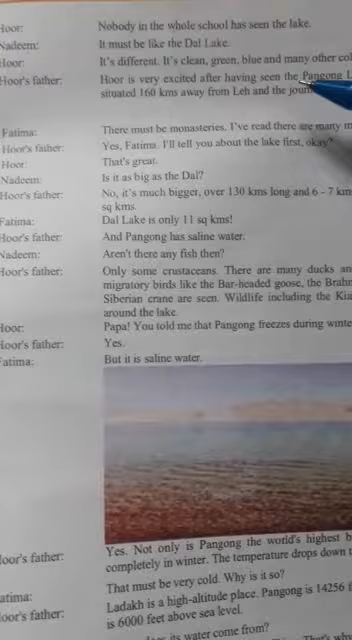 Hoor: Nobody in the whole school has seen the lake.
Nadeem: It must be like the Dal Lake.
Hoor: It's different. It's clean, green, blue and many other
Hoor's father: Hoor is very excited after having seen the Pangong
situated 160 kms away from Leh and the
Fatima: There must be monasteries. I've read there are many
Hoor's father: Yes, Fatima. I'll tell you about the lake first, okay?
Hoor: That's great.
Nadeem: Is it as big as the Dal?
Hoor's father: No, it's much bigger, over 130 kms long and 6 - 7
sq kms.
Fatima: Dal Lake is only 11 sq kms!
Hoor's father: And Pangong has saline water.
Nadeem: Aren't there any fish then?
Hoor's father: Only some crustaceans. There are many ducks
migratory birds like the Bar-headed goose, the
Siberian crane are seen. Wildlife including the
around the lake.
Hoor: Papa! You told me that Pangong freezes during
Hoor's father: Yes.
Fatima: But it is saline water.
Hoor's father: Yes. Not only is Pangong the world's highest
completely in winter. The temperature drops down
Fatima: That must be very cold. Why is it so?
Hoor's father: Ladakh is a high-altitude place. Pangong is 14256
is 6000 feet above sea level.
its water come from?